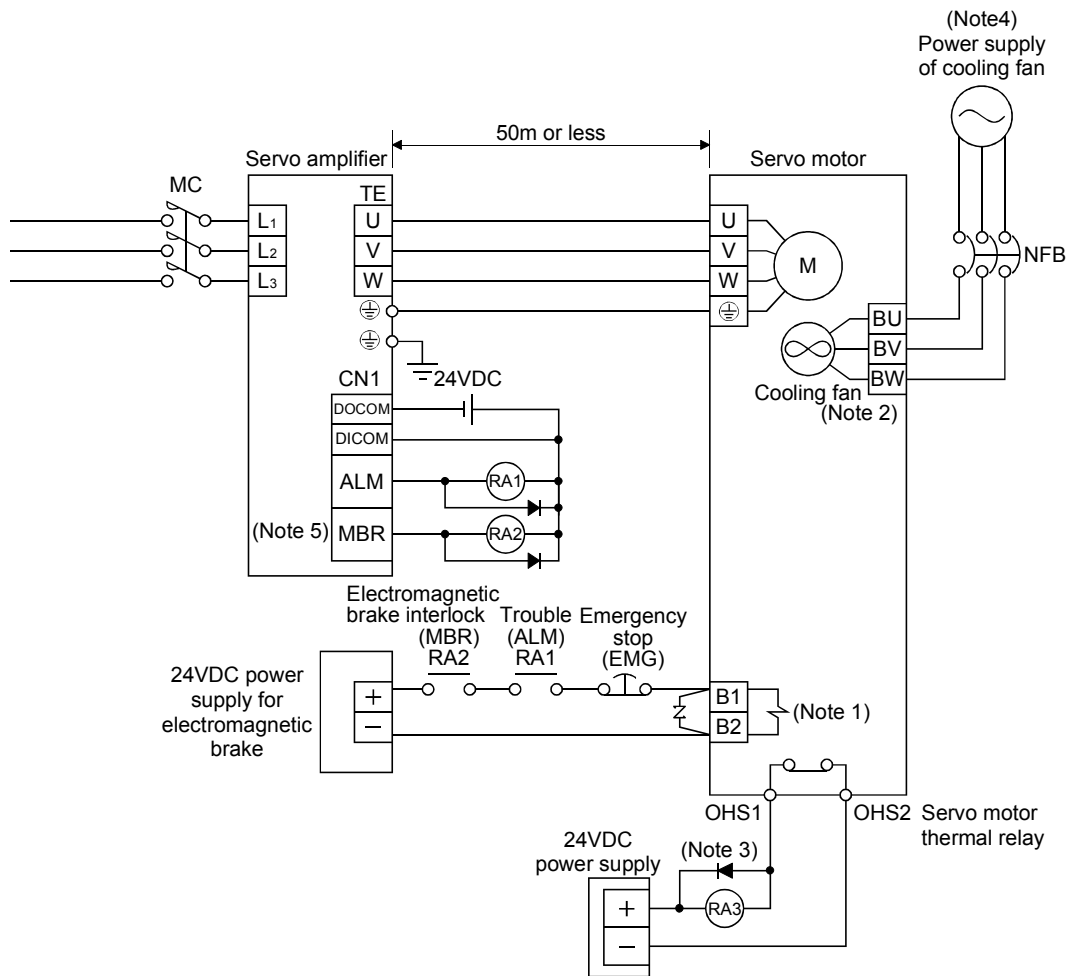 (Note4)
Power supply
of cooling fan
50m or less
Servo amplifier
Servo motor
MC
TE
L1
U
U
L2
V
V
M
L3
W
W
NFB
BU
BV
BW
Cooling fan
(Note 2)
CN1
24VDC
DOCOM
DICOM
ALM
RA1
(Note 5)
MBR
RA2
Electromagnetic
brake interlock
(MBR)
RA2
Trouble
(ALM)
RA1
Emergency
stop
(EMG)
24VDC power
supply for
electromagnetic
brake
+
−
B1
B2
(Note 1)
OHS1
OHS2
Servo motor
thermal relay
24VDC
power supply
(Note 3)
+
−
RA3